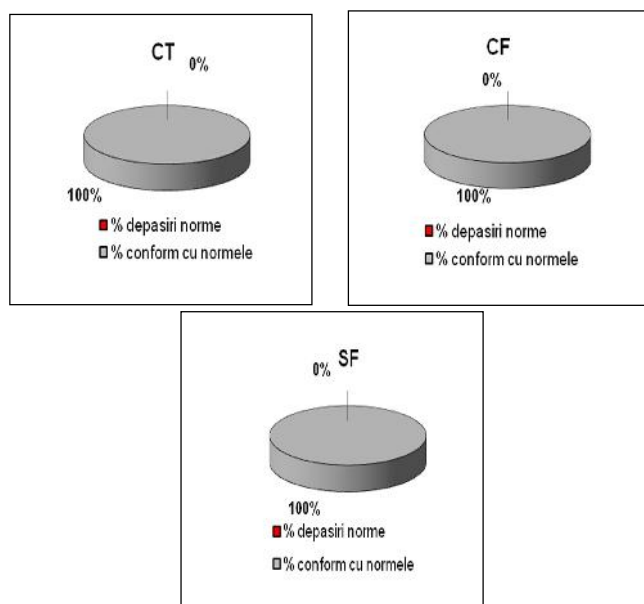 CT 0%
100%
% depasiri norme
% conform cu normele
CF
0%
100%
% depasiri norme
% conform cu normele
0% SF
100%
% depasiri norme
% conform cu normele